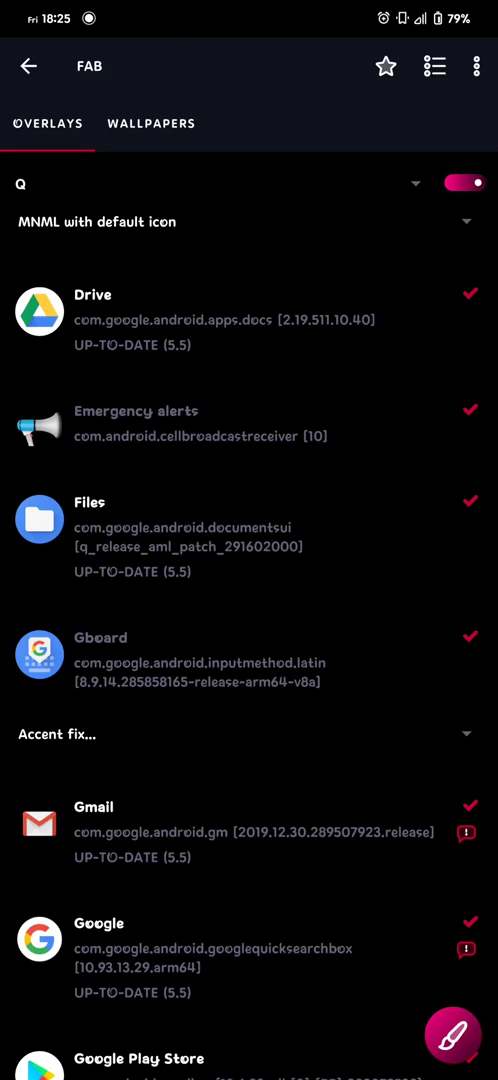 Fri 18:25
79%
FAB
OVERLAYS
WALLPAPERS
Q
MNML with default icon
Drive
com.google.android.apps.docs [2.19.511.10.40]
UP-TO-DATE (5.5)
Emergency alerts
com.android.cellbroadcastreceiver [10]
Files
com.google.android.documentsui
[q_release_aml_patch_291602000]
UP-TO-DATE (5.5)
Gboard
com.google.android.inputmethod.latin
[8.9.14.285858165-release-arm64-v8a]
Accent fix...
Gmail
com.google.android.gm [2019.12.30.289507923.release]
UP-TO-DATE (5.5)
Google
com.google.android.googlequicksearchbox
[10.93.13.29.arm64]
UP-TO-DATE (5.5)
Google Play Store